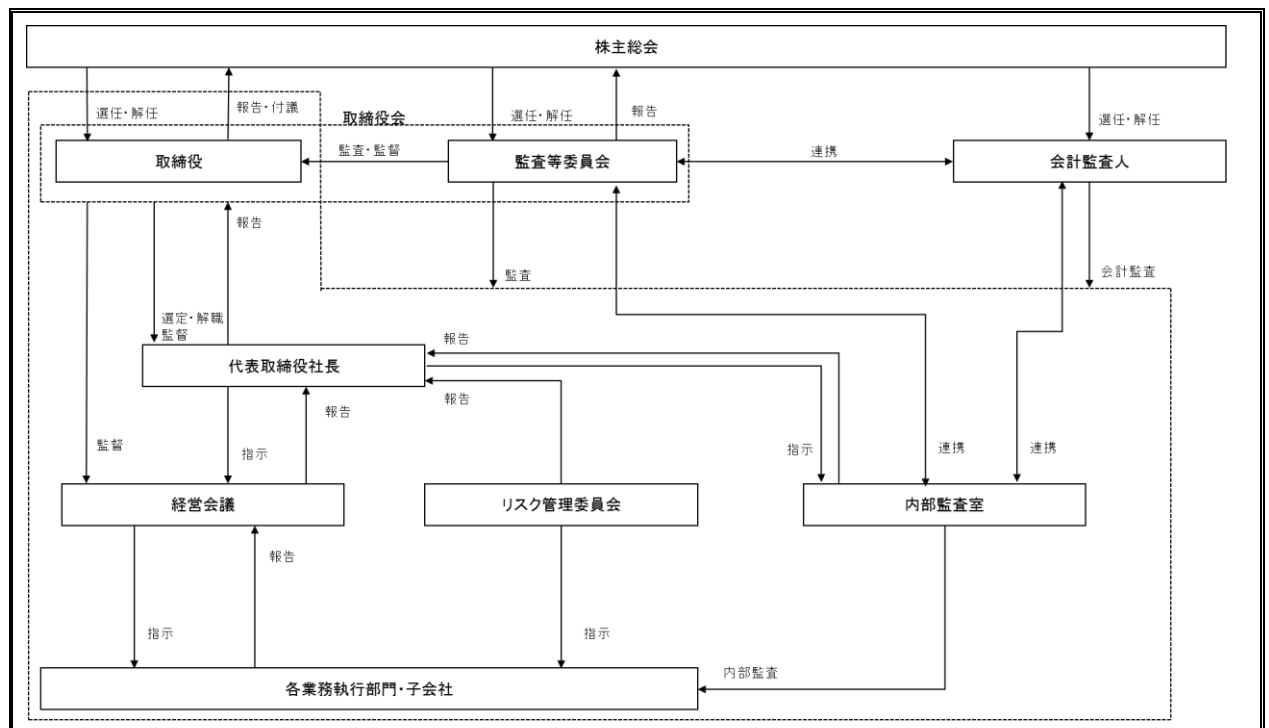 株主総会
選任・解任
報告・付議
選任・解任
報告
選任・解任
取締役会
取締役
監査・監督
監査等委員会
連携
会計監査人
報告
監査
会計監査
選定・解職
監督
代表取締役社長
報告
報告
報告
監督
指示
指示
連携
連携
経営会議
リスク管理委員会
内部監査室
報告
指示
指示
内部監査
各業務執行部門・子会社